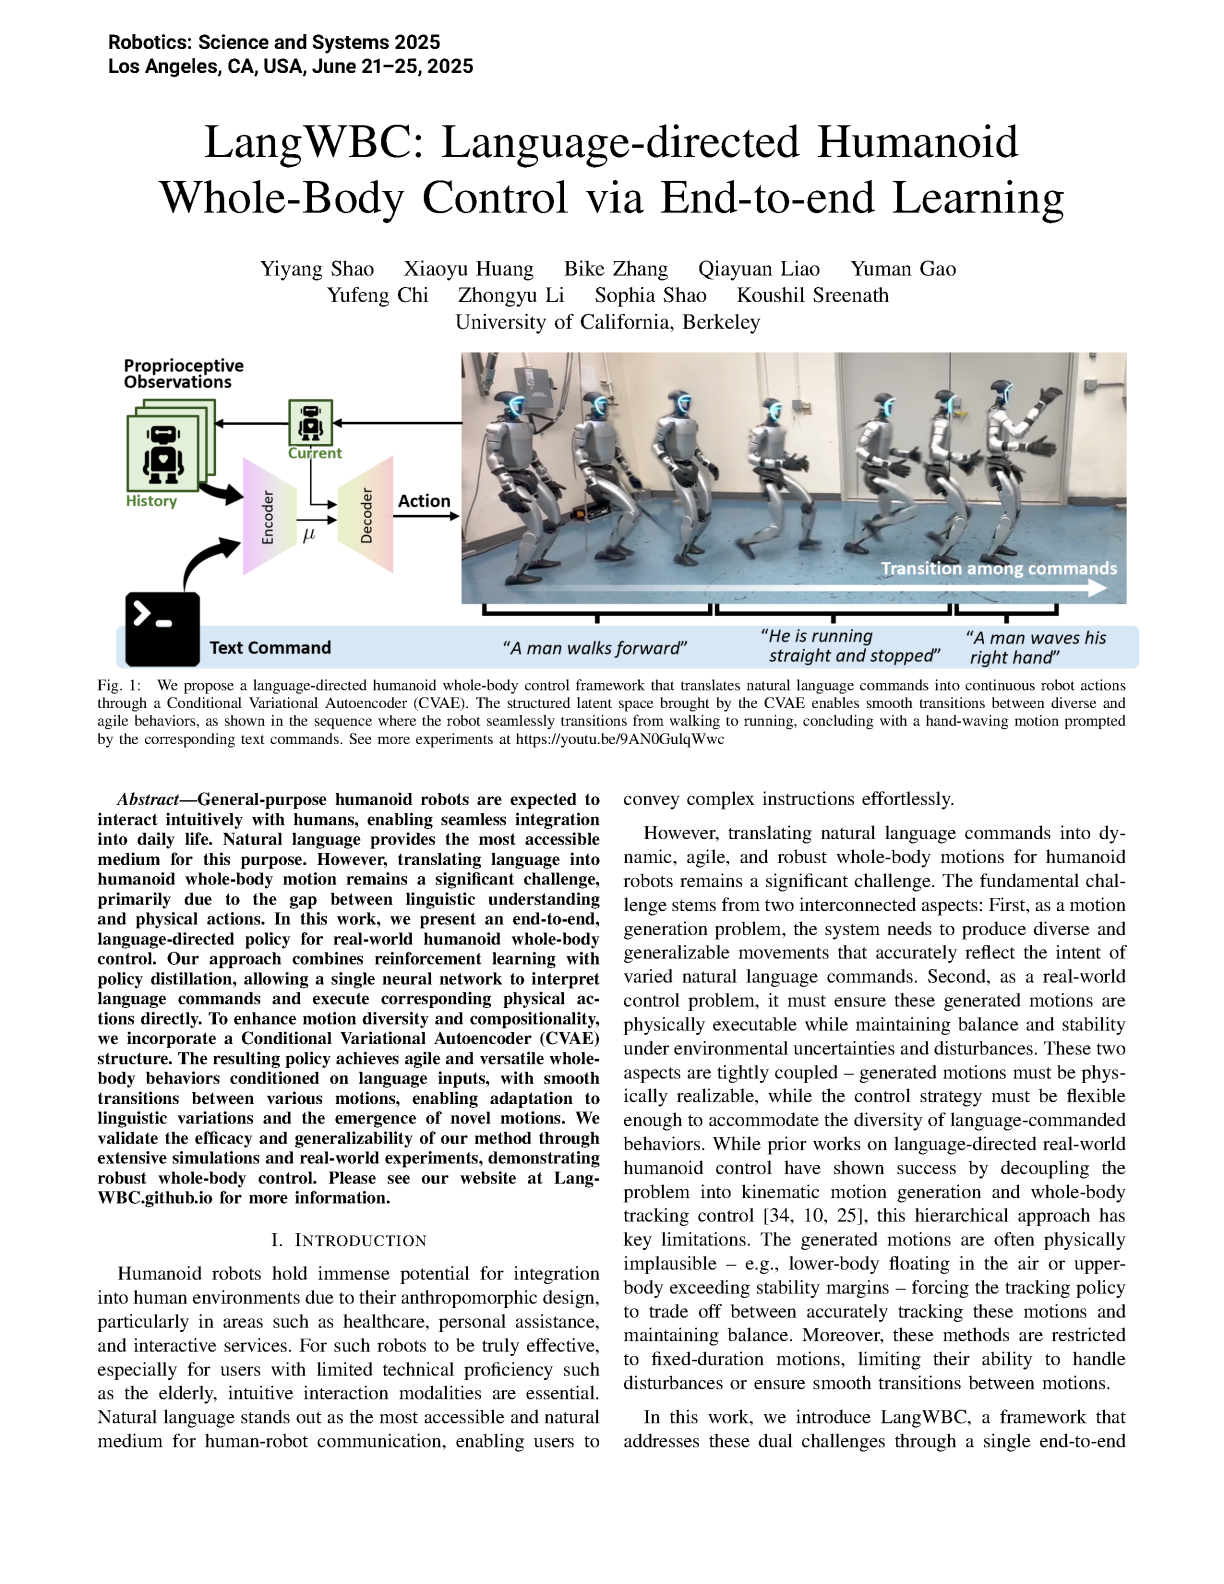 Robotics: Science and Systems 2025
Los Angeles, CA, USA, June 21–25, 2025
LangWBC: Language-directed Humanoid
Whole-Body Control via End-to-end Learning
Yiyang Shao Xiaoyu Huang Bike Zhang Qiayuan Liao Yuman Gao
Yufeng Chi Zhongyu Li Sophia Shao Koushil Sreenath
University of California, Berkeley
Proprioceptive
Observations
Current
History
Encoder
μ
Decoder
Action
Transition among commands
Text Command
“A man walks forward”
“He is running
straight and stopped”
“A man waves his
right hand”
Fig. 1: We propose a language-directed humanoid whole-body control framework that translates natural language commands into continuous robot actions
through a Conditional Variational Autoencoder (CVAE). The structured latent space brought by the CVAE enables smooth transitions between diverse and
agile behaviors, as shown in the sequence where the robot seamlessly transitions from walking to running, concluding with a hand-waving motion prompted
by the corresponding text commands. See more experiments at https://youtu.be/9AN0GulqWwc
Abstract—General-purpose humanoid robots are expected to
interact intuitively with humans, enabling seamless integration
into daily life. Natural language provides the most accessible
medium for this purpose. However, translating language into
humanoid whole-body motion remains a significant challenge,
primarily due to the gap between linguistic understanding
and physical actions. In this work, we present an end-to-end,
language-directed policy for real-world humanoid whole-body
control. Our approach combines reinforcement learning with
policy distillation, allowing a single neural network to interpret
language commands and execute corresponding physical ac-
tions directly. To enhance motion diversity and compositionality,
we incorporate a Conditional Variational Autoencoder (CVAE)
structure. The resulting policy achieves agile and versatile whole-
body behaviors conditioned on language inputs, with smooth
transitions between various motions, enabling adaptation to
linguistic variations and the emergence of novel motions. We
validate the efficacy and generalizability of our method through
extensive simulations and real-world experiments, demonstrating
robust whole-body control. Please see our website at Lang-
WBC.github.io for more information.
I. INTRODUCTION
Humanoid robots hold immense potential for integration
into human environments due to their anthropomorphic design,
particularly in areas such as healthcare, personal assistance,
and interactive services. For such robots to be truly effective,
especially for users with limited technical proficiency such
as the elderly, intuitive interaction modalities are essential.
Natural language stands out as the most accessible and natural
medium for human-robot communication, enabling users to
convey complex instructions effortlessly.
However, translating natural language commands into dy-
namic, agile, and robust whole-body motions for humanoid
robots remains a significant challenge. The fundamental chal-
lenge stems from two interconnected aspects: First, as a motion
generation problem, the system needs to produce diverse and
generalizable movements that accurately reflect the intent of
varied natural language commands. Second, as a real-world
control problem, it must ensure these generated motions are
physically executable while maintaining balance and stability
under environmental uncertainties and disturbances. These two
aspects are tightly coupled – generated motions must be phys-
ically realizable, while the control strategy must be flexible
enough to accommodate the diversity of language-commanded
behaviors. While prior works on language-directed real-world
humanoid control have shown success by decoupling the
problem into kinematic motion generation and whole-body
tracking control [34, 10, 25], this hierarchical approach has
key limitations. The generated motions are often physically
implausible – e.g., lower-body floating in the air or upper-
body exceeding stability margins – forcing the tracking policy
to trade off between accurately tracking these motions and
maintaining balance. Moreover, these methods are restricted
to fixed-duration motions, limiting their ability to handle
disturbances or ensure smooth transitions between motions.
In this work, we introduce LangWBC, a framework that
addresses these dual challenges through a single end-to-end